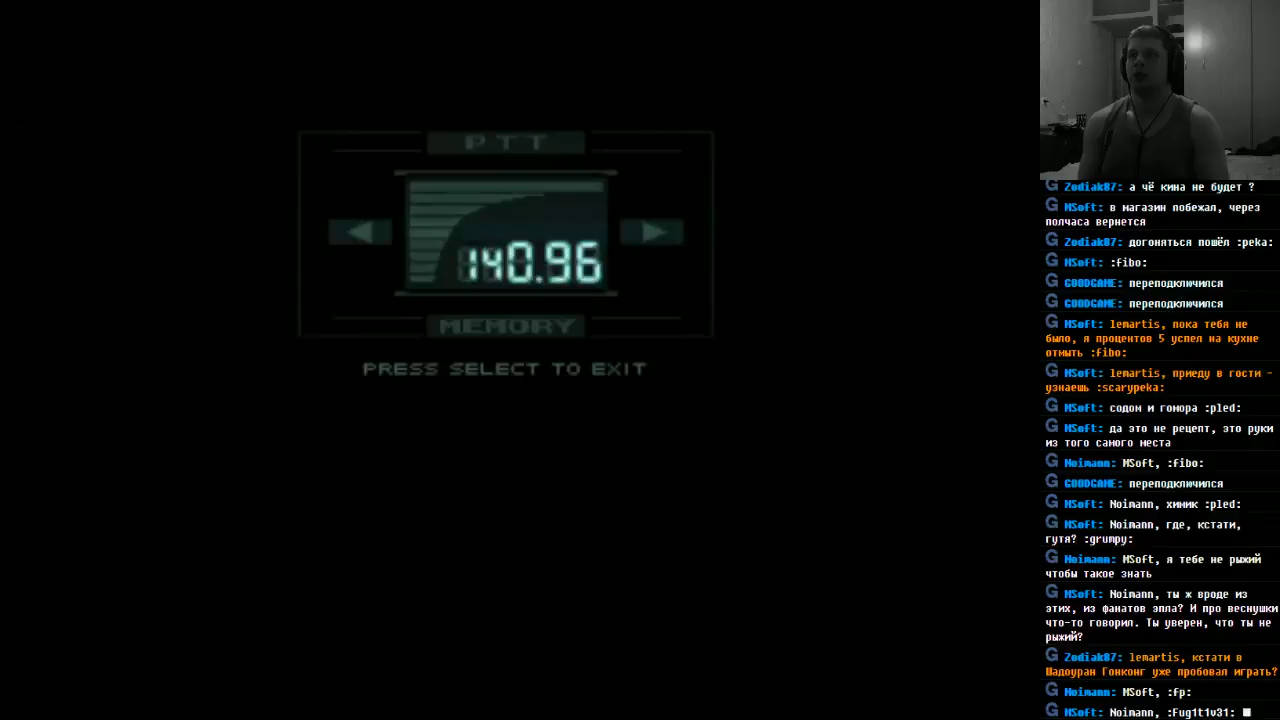 PTT
140.96
MEMORY
PRESS SELECT TO EXIT
Zodiak87: а чё кина не будет ?
MSoft: в магазин побежал, через
полчаса вернется
Zodiak87: догоняться пошёл :peka:
MSoft: :fibo:
GOODGAME: переподключился
GOODGAME: переподключился
MSoft: lemartis, пока тебя не
было, я процентов 5 успел на кухне
отмыть :fibo:
MSoft: lemartis, приеду в гости -
узнаешь :scarypeka:
MSoft: содом и гомора :pled:
MSoft: да это не рецепт, это руки
из того самого места
Noimann: MSoft, :fibo:
GOODGAME: переподключился
MSoft: Noimann, химик :pled:
MSoft: Noimann, где, кстати,
гутя? :grumpy:
Noimann: MSoft, я тебе не рыжий
чтобы такое знать
MSoft: Noimann, ты ж вроде из
этих, из фанатов эпла? И про веснушки
что-то говорил. Ты уверен, что ты не
рыжий?
Zodiak87: lemartis, кстати в
Шадоуран Гонконг уже пробовал играть?
Noimann: MSoft, :fp:
MSoft: Noimann, :Fug1t1v31: